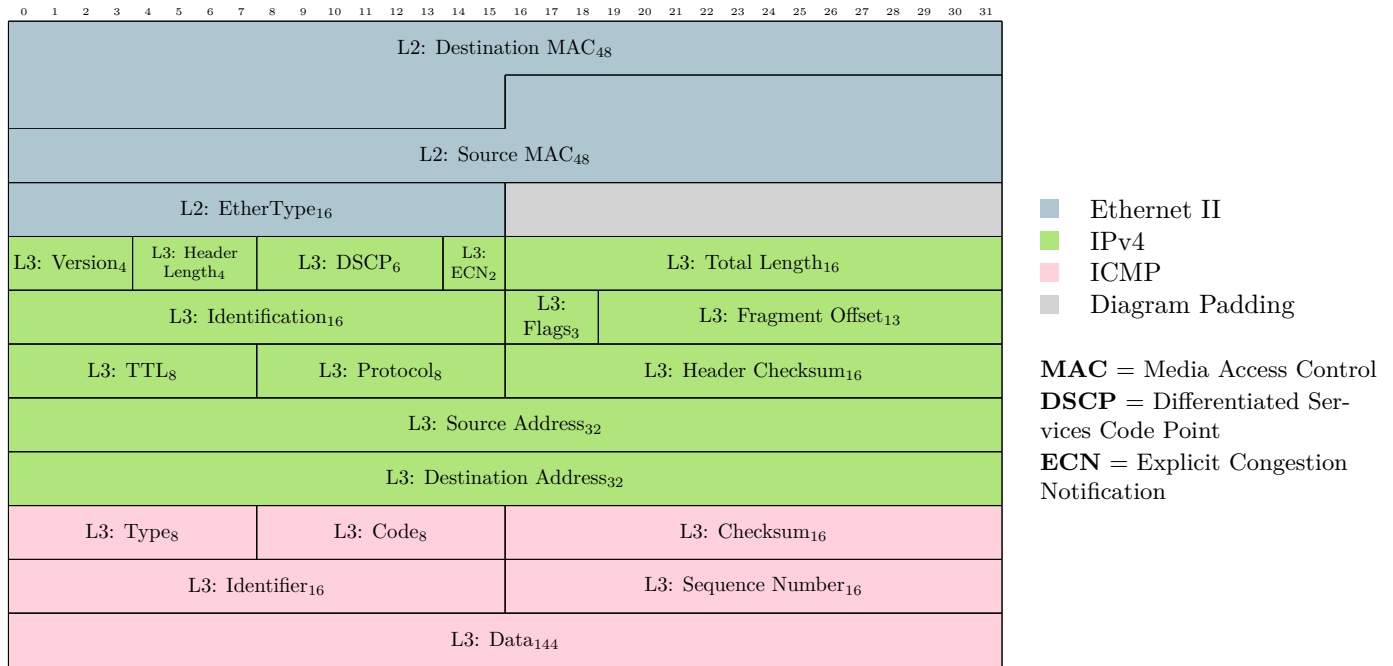 0 1 2 3 4 5 6 7 8 9 10 11 12 13 14 15 16 17 18 19 20 21 22 23 24 25 26 27 28 29 30 31
L2: Destination MAC48
L2: Source MAC48
L2: EtherType16
L3: Version4
L3: Header
Length4
L3: DSCP6
L3:
ECN2
L3: Total Length16
L3: Identification16
L3:
Flags3
L3: Fragment Offset13
L3: TTL8
L3: Protocol8
L3: Header Checksum16
L3: Source Address32
L3: Destination Address32
L3: Type8
L3: Code8
L3: Checksum16
L3: Identifier16
L3: Sequence Number16
L3: Data144
Ethernet II
IPv4
ICMP
Diagram Padding
MAC = Media Access Control
DSCP = Differentiated Ser-
vices Code Point
ECN = Explicit Congestion
Notification